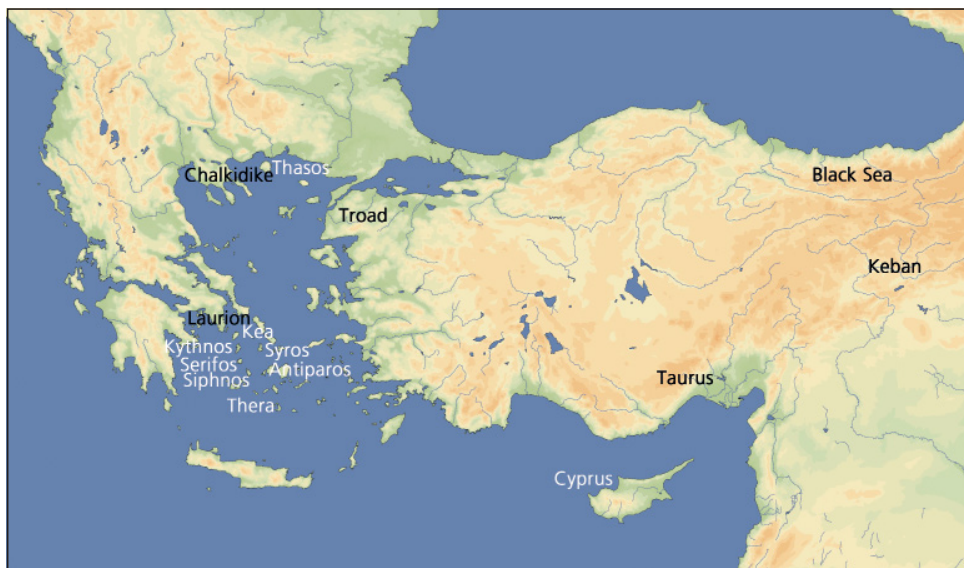 Thasos
Chalkidike
Black Sea
Troad
Keban
Laurion
Kea
Kythnos
Syros
Serifos
Antiparos
Siphnos
Taurus
Thera
Cyprus